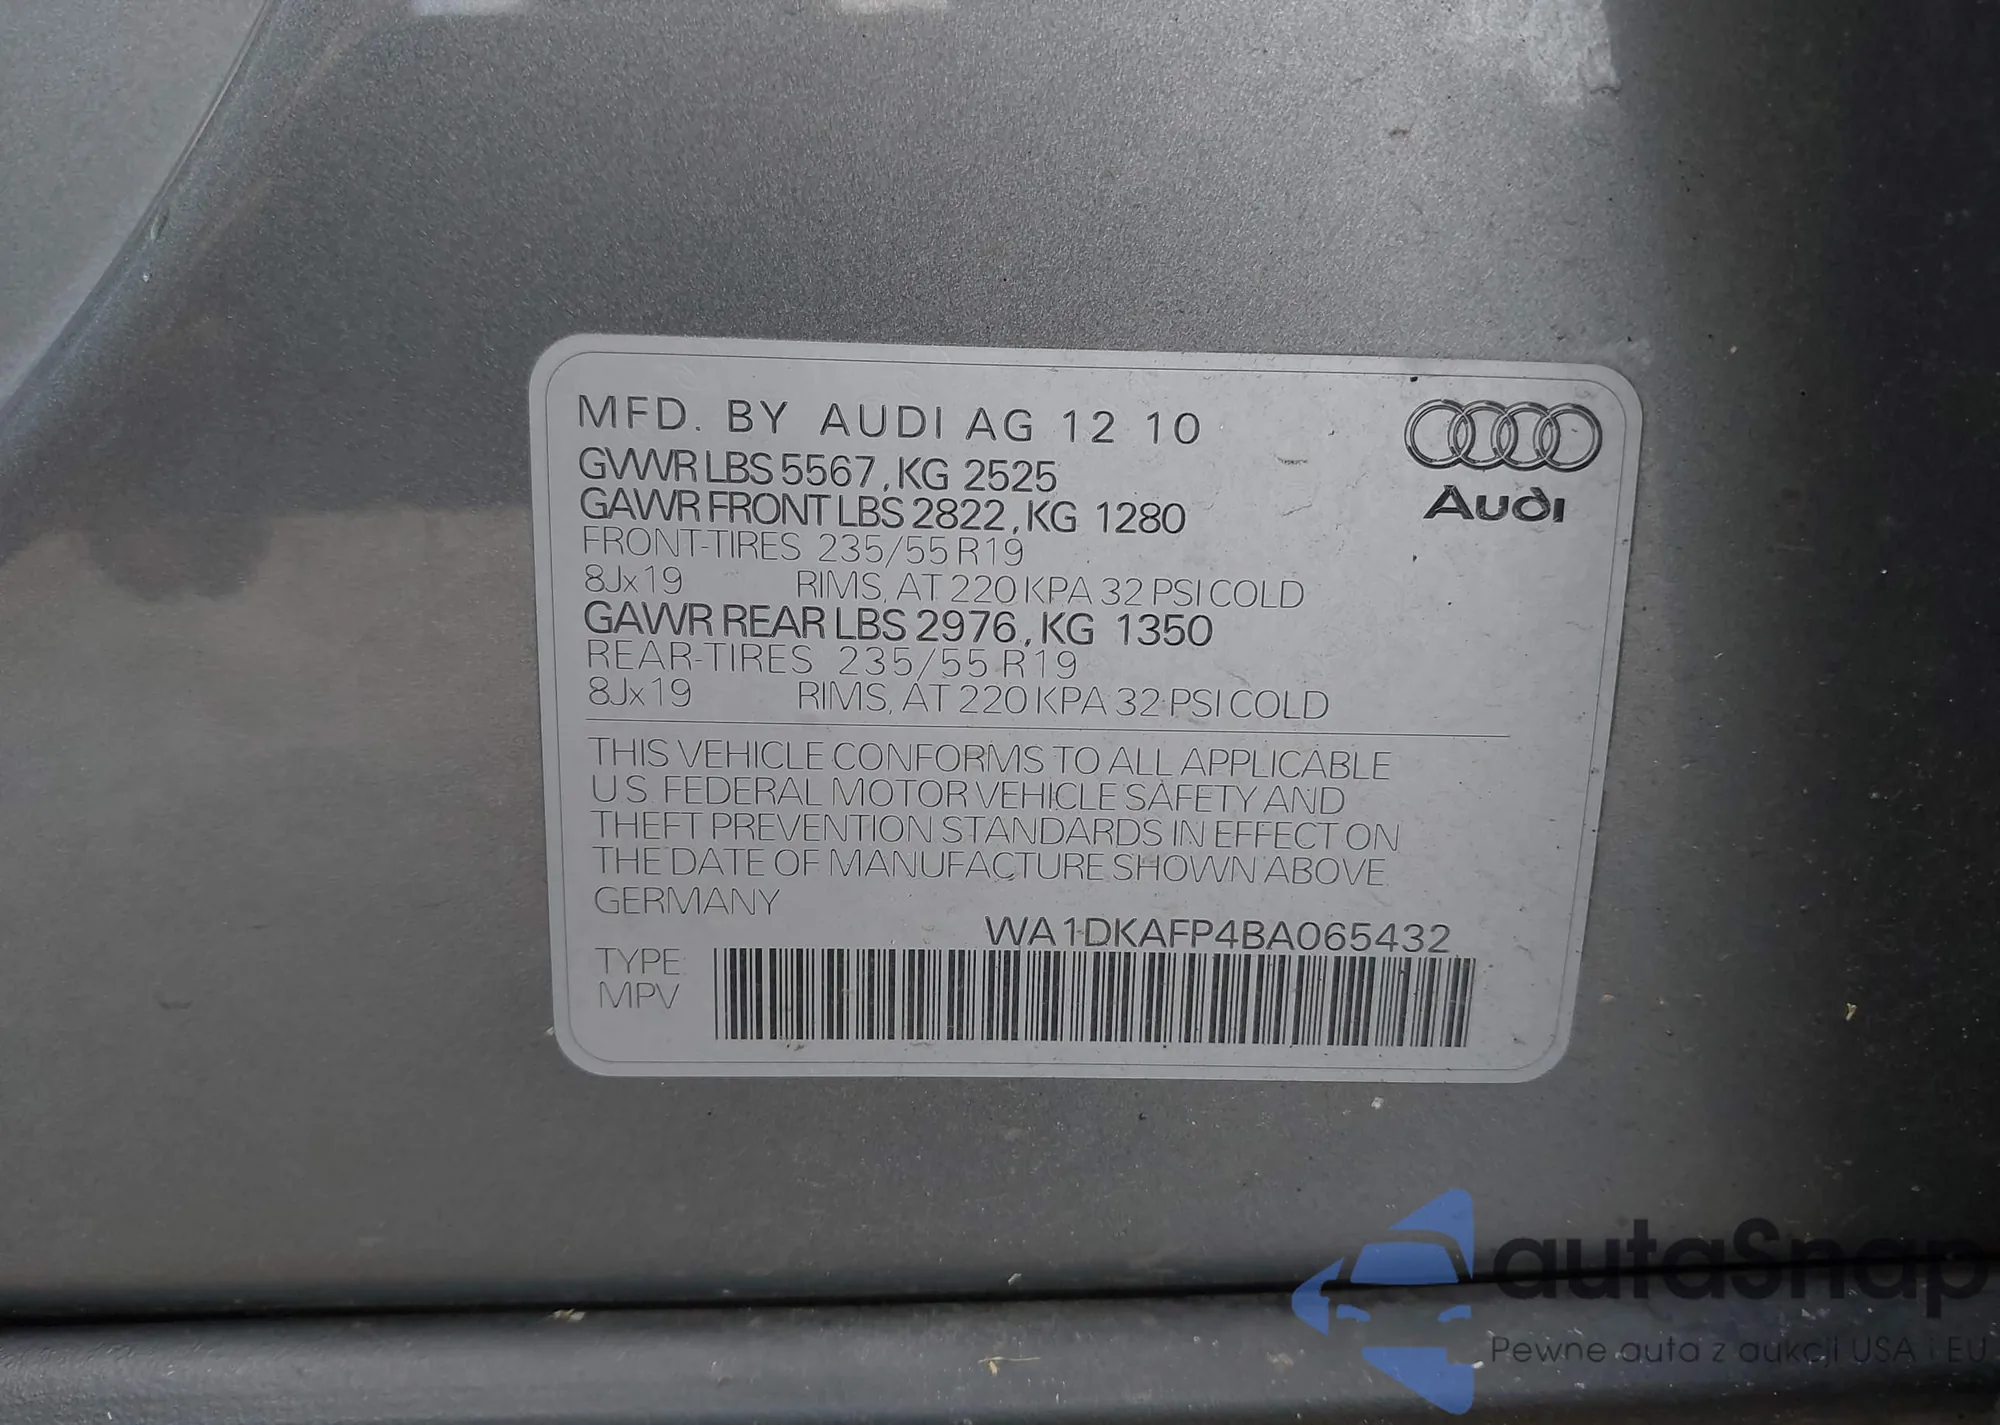 MFD. BY AUDI AG 12 10
GVWR LBS 5567, KG 2525
GAWR FRONT LBS 2822, KG 1280
FRONT-TIRES 235/55 R19
8Jx19 RIMS, AT 220 KPA 32 PSI COLD
GAWR REAR LBS 2976, KG 1350
REAR-TIRES 235/55 R19
8Jx19 RIMS, AT 220 KPA 32 PSI COLD
THIS VEHICLE CONFORMS TO ALL APPLICABLE
U.S. FEDERAL MOTOR VEHICLE SAFETY AND
THEFT PREVENTION STANDARDS IN EFFECT ON
THE DATE OF MANUFACTURE SHOWN ABOVE.
GERMANY
WA1DKAFP4BA065432
TYPE:
MPV
Audi
autaSnap
Pewne auta z aukcji USA i EU